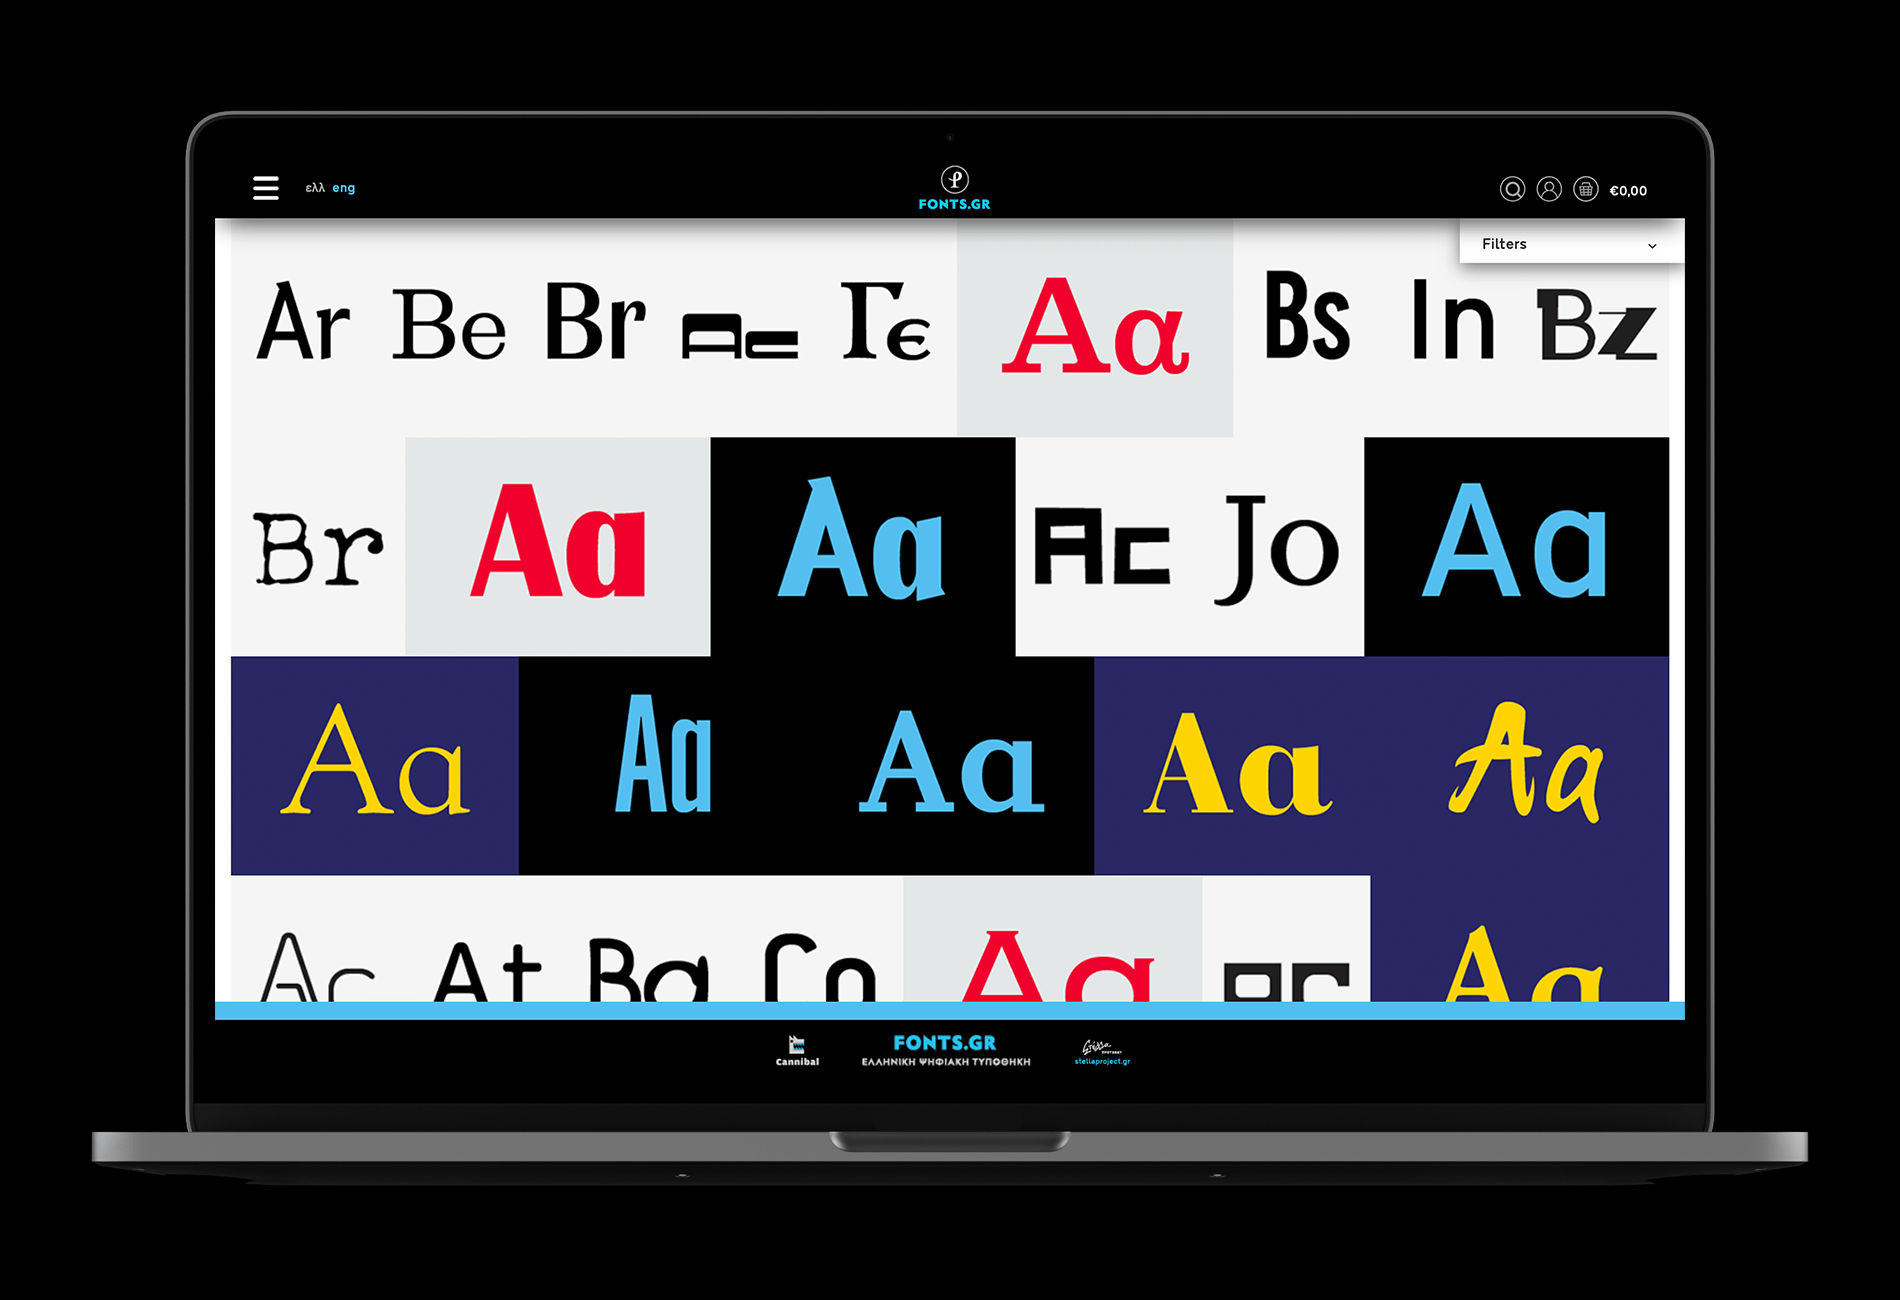 ελλ eng
FONTS.GR
€0,00
Filters
Ar Be Br Ac Γε Aα Bs In Bz
Br Aa Aa Ac Jo Aa
Aa Aa Aa Aa Aa
Ac At Ba Co Aa ar Aa
Cannibal
FONTS.GR
ΕΛΛΗΝΙΚΗ ΨΗΦΙΑΚΗ ΤΥΠΟΘΗΚΗ
Στέλλα
stellaproject.gr